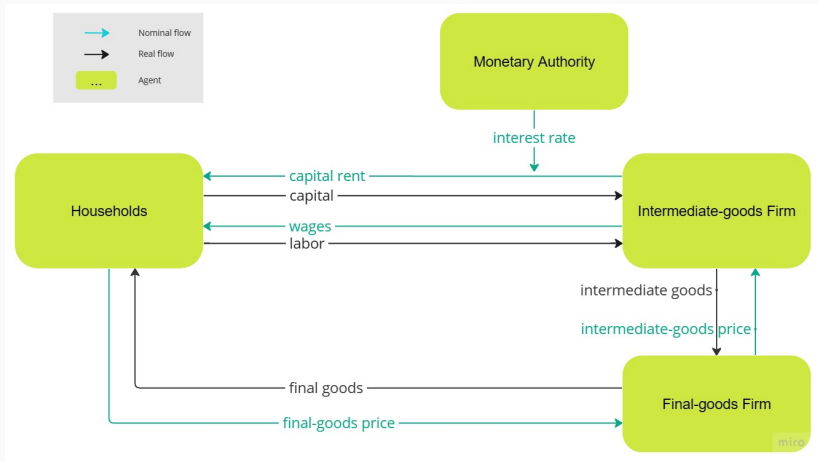 Nominal flow
Real flow
...
Agent
Monetary Authority
interest rate
capital rent
capital
Households
Intermediate-goods Firm
wages
labor
intermediate goods
intermediate-goods price
final goods
Final-goods Firm
final-goods price
miro